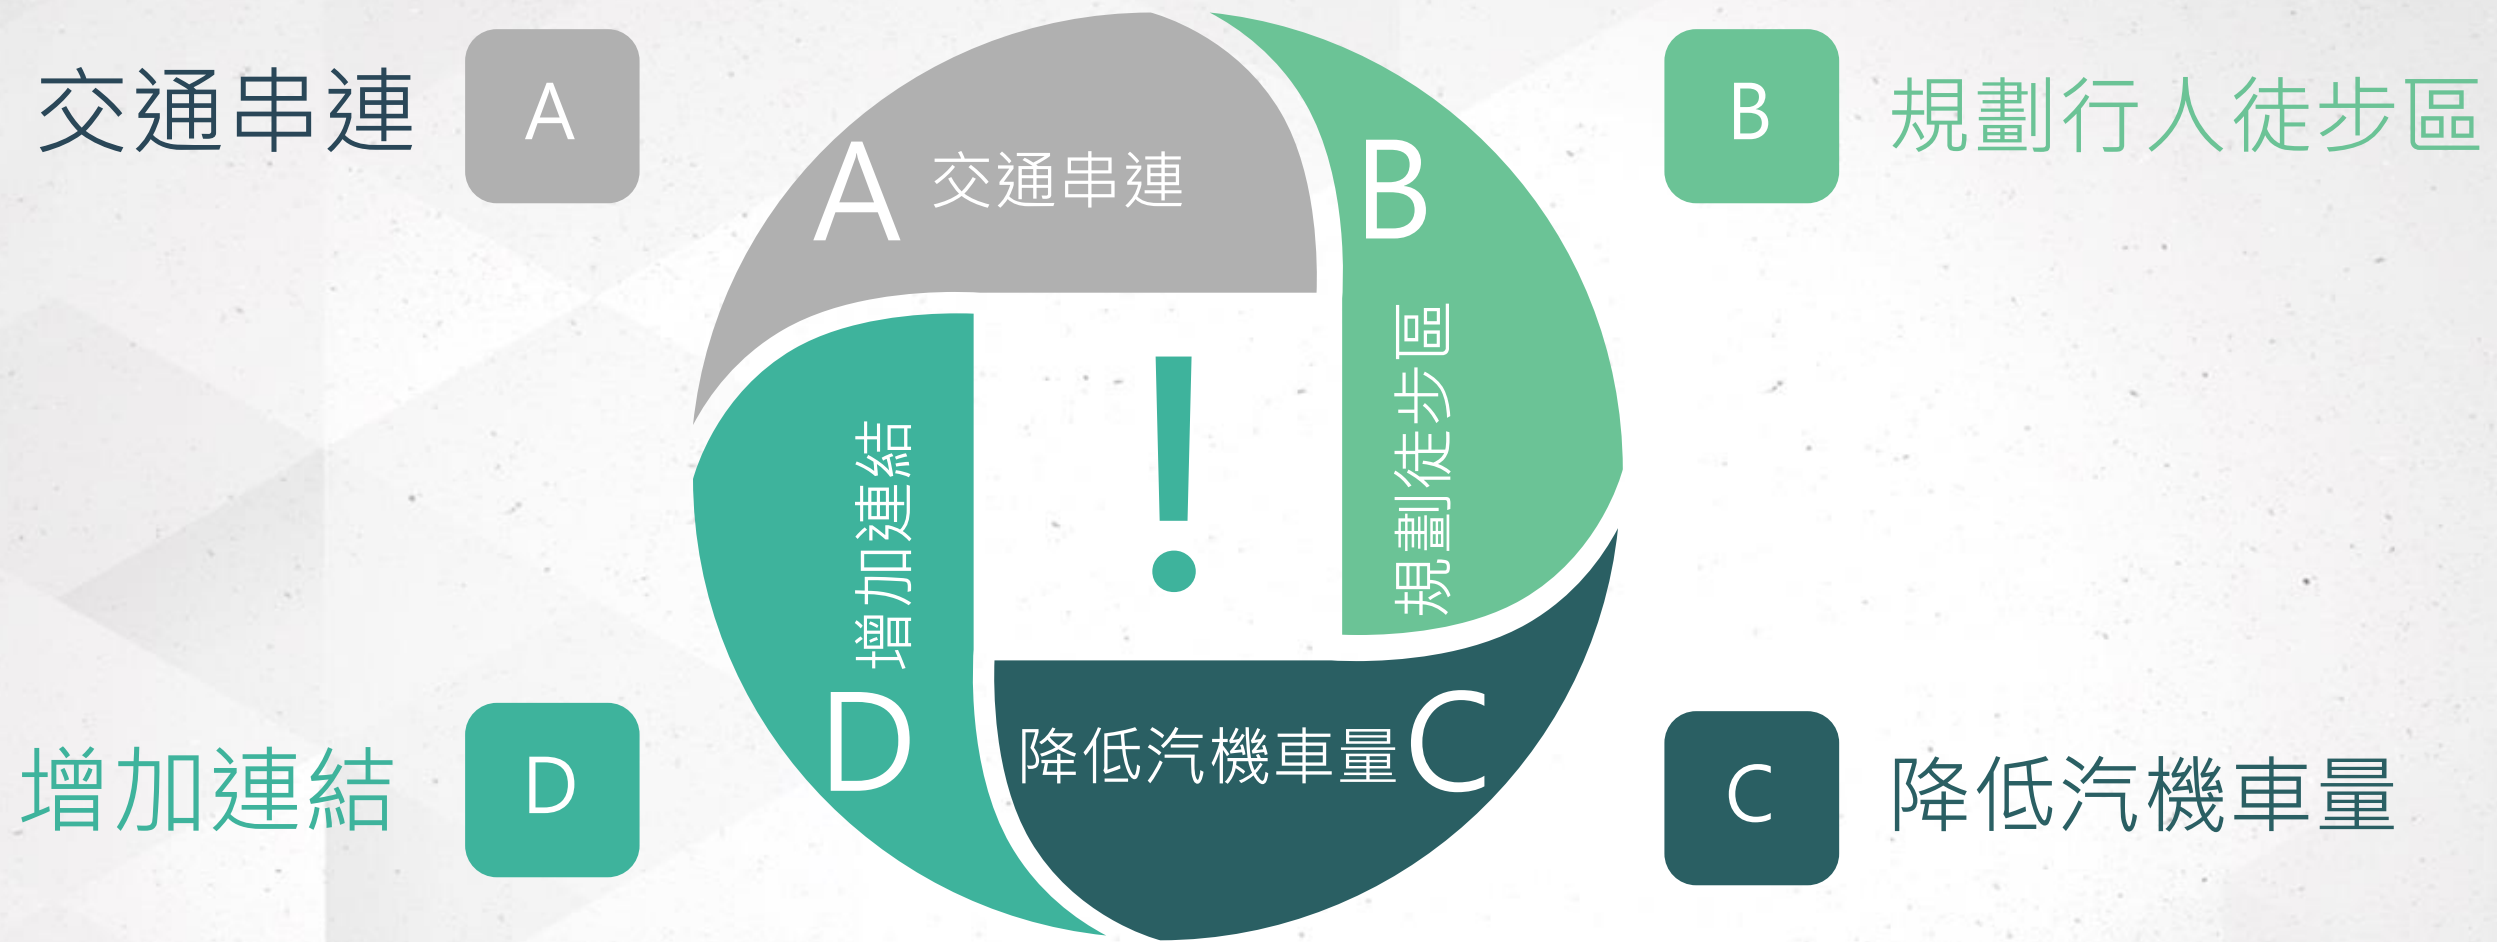 交通串連
A
B
規劃行人徒步區
A 交通串連
B
規劃徒步區
!
增加連結
D
降低汽機車量 C
增加連結
D
C
降低汽機車量